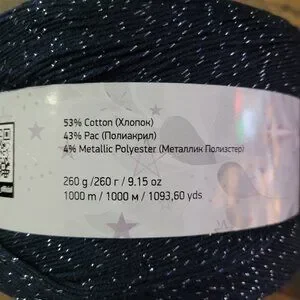 53% Cotton (Хлопок)
43% Pac (Полиакрил)
4% Metallic Polyester (Металлик Полиэстер)
260 g /260 г / 9.15 oz
1000 m / 1000 м / 1093,60 yds